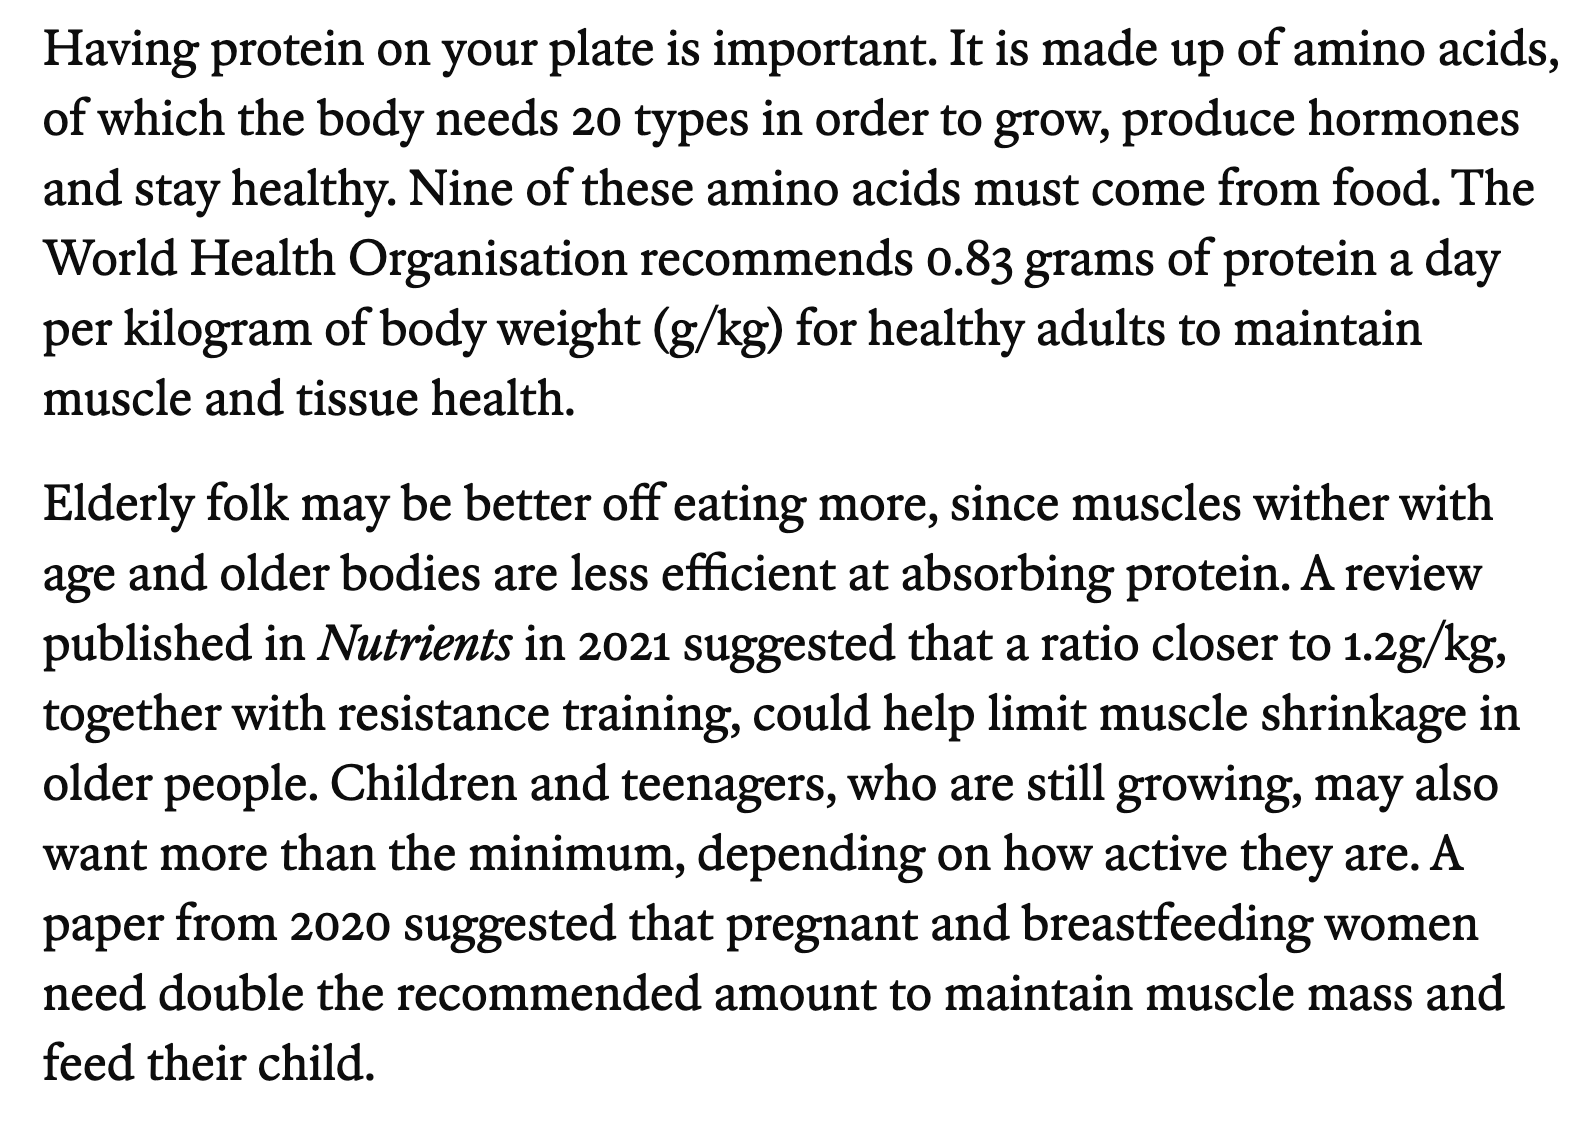 Having protein on your plate is important. It is made up of amino acids,
of which the body needs 20 types in order to grow, produce hormones
and stay healthy. Nine of these amino acids must come from food. The
World Health Organisation recommends 0.83 grams of protein a day
per kilogram of body weight (g/kg) for healthy adults to maintain
muscle and tissue health.
Elderly folk may be better off eating more, since muscles wither with
age and older bodies are less efficient at absorbing protein. A review
published in Nutrients in 2021 suggested that a ratio closer to 1.2g/kg,
together with resistance training, could help limit muscle shrinkage in
older people. Children and teenagers, who are still growing, may also
want more than the minimum, depending on how active they are. A
paper from 2020 suggested that pregnant and breastfeeding women
need double the recommended amount to maintain muscle mass and
feed their child.